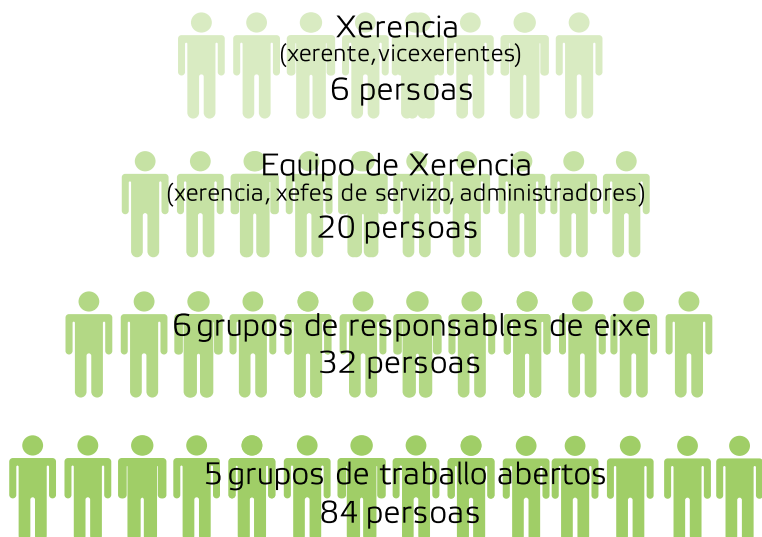 Xerencia
(xerente, vicexerentes)
6 persoas
Equipo de Xerencia
(xerencia, xefes de servizo, administradores)
20 persoas
6 grupos de responsables de eixe
32 persoas
5 grupos de traballo abertos
84 persoas